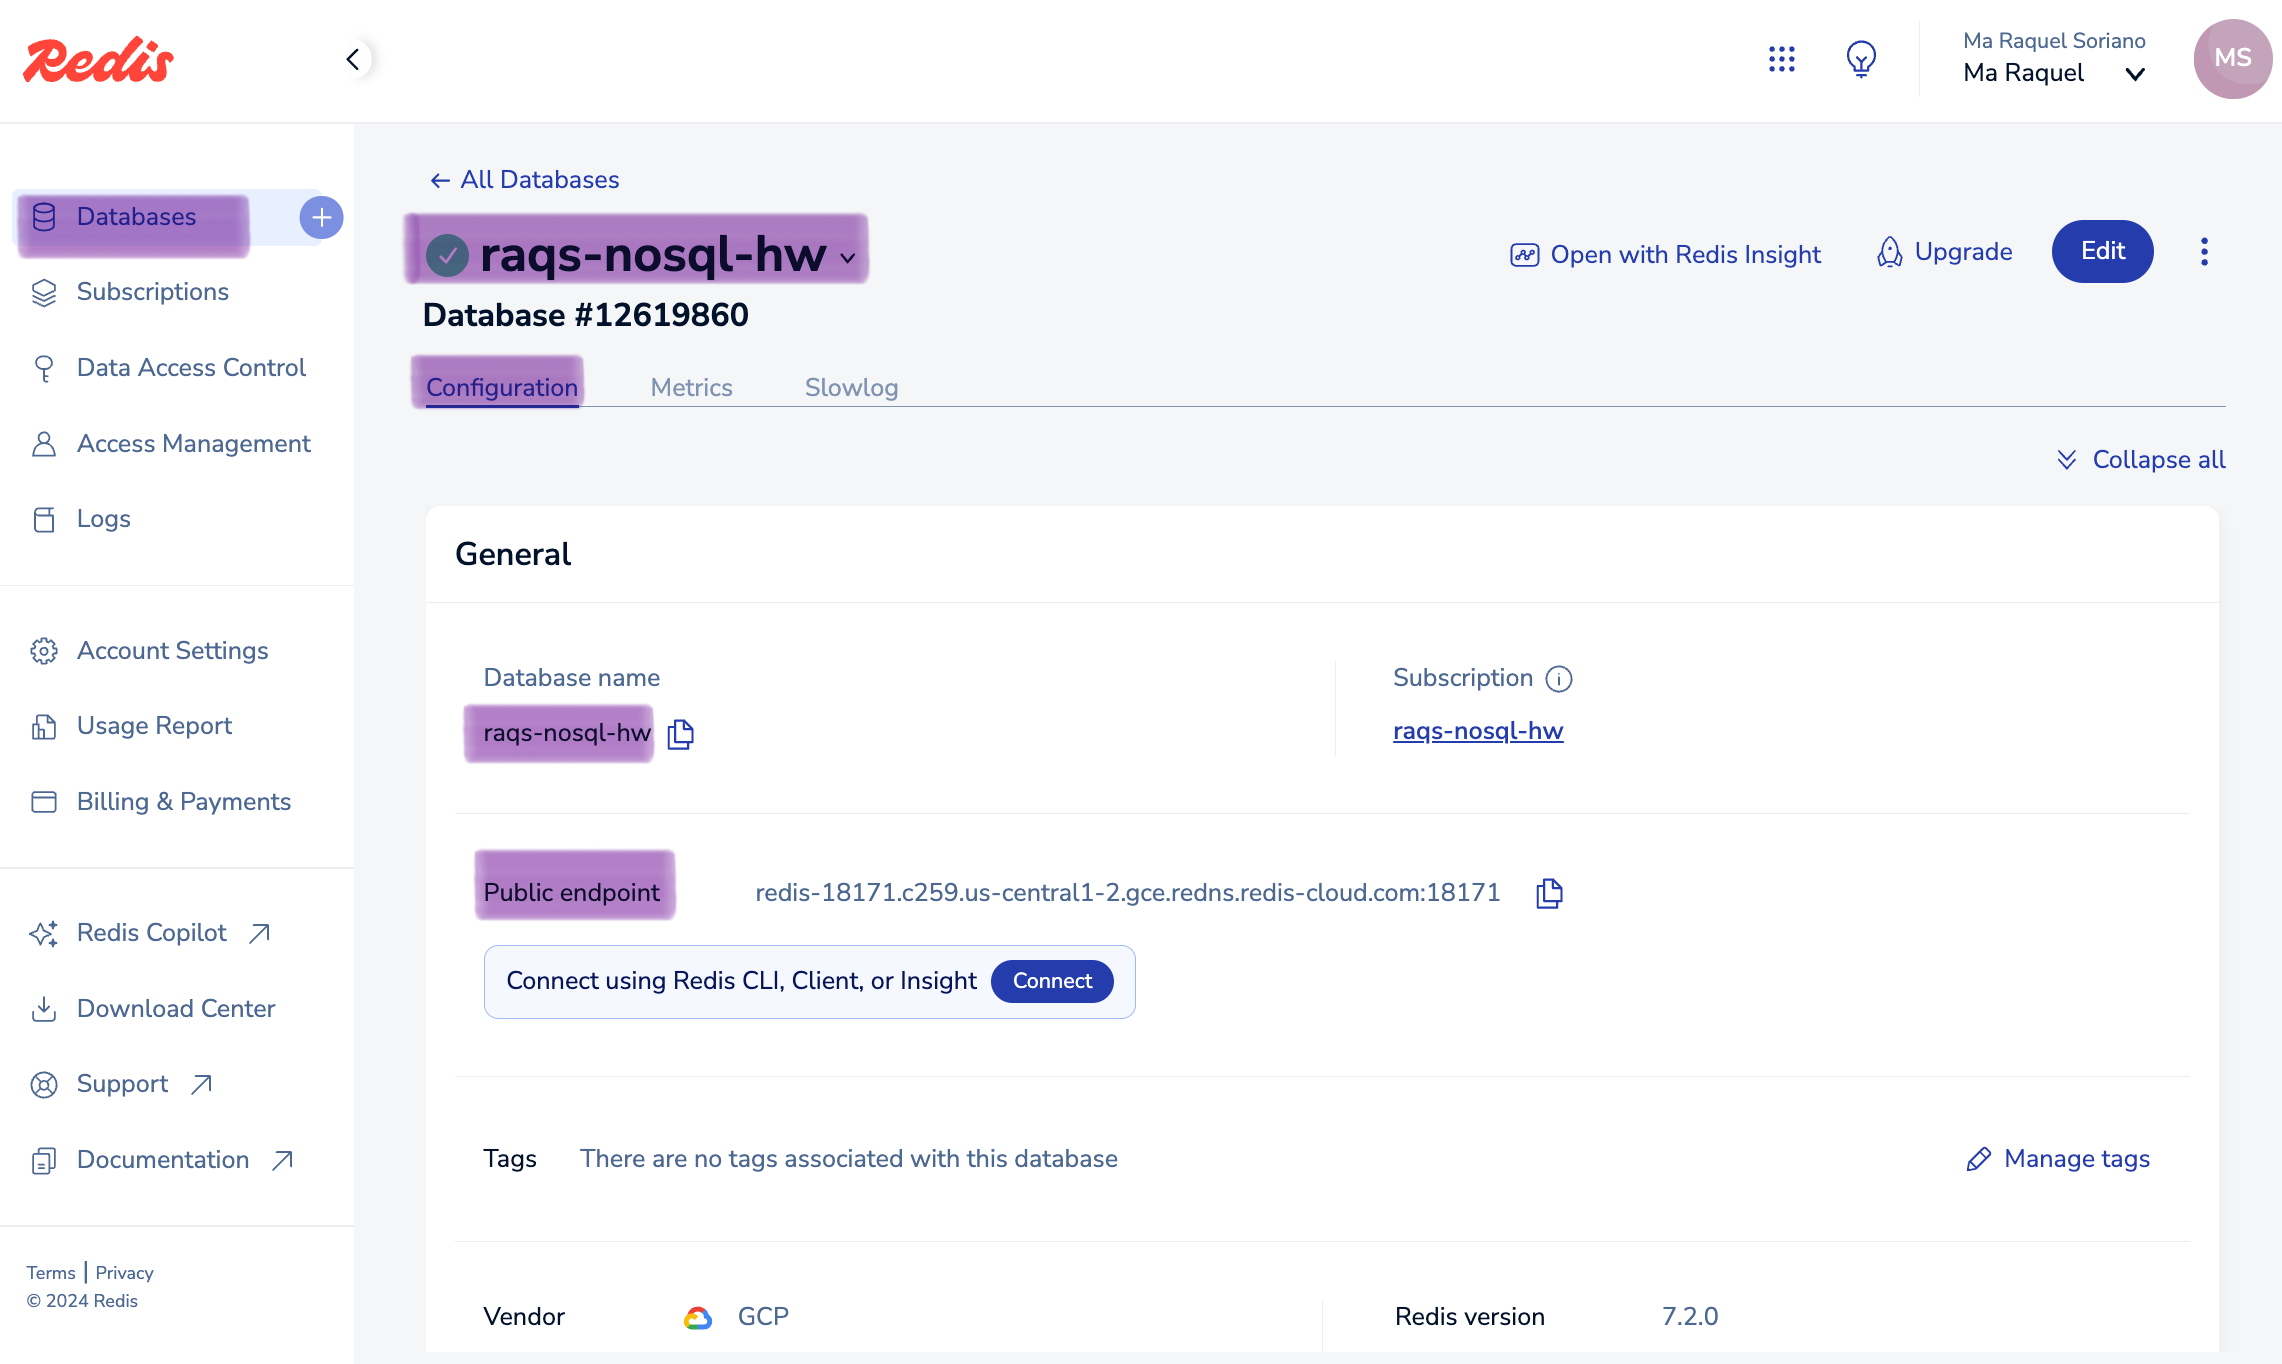 Redis
Ma Raquel Soriano
Ma Raquel
MS
Databases
Subscriptions
Data Access Control
Access Management
Logs
Account Settings
Usage Report
Billing & Payments
Redis Copilot
Download Center
Support
Documentation
Terms | Privacy
© 2024 Redis
All Databases
raqs-nosql-hw
Open with Redis Insight
Upgrade
Edit
Database #12619860
Configuration
Metrics
Slowlog
Collapse all
General
Database name
raqs-nosql-hw
Subscription
raqs-nosql-hw
Public endpoint
redis-18171.c259.us-central1-2.gce.redns.redis-cloud.com:18171
Connect using Redis CLI, Client, or Insight
Connect
Tags
There are no tags associated with this database
Manage tags
Vendor
GCP
Redis version
7.2.0